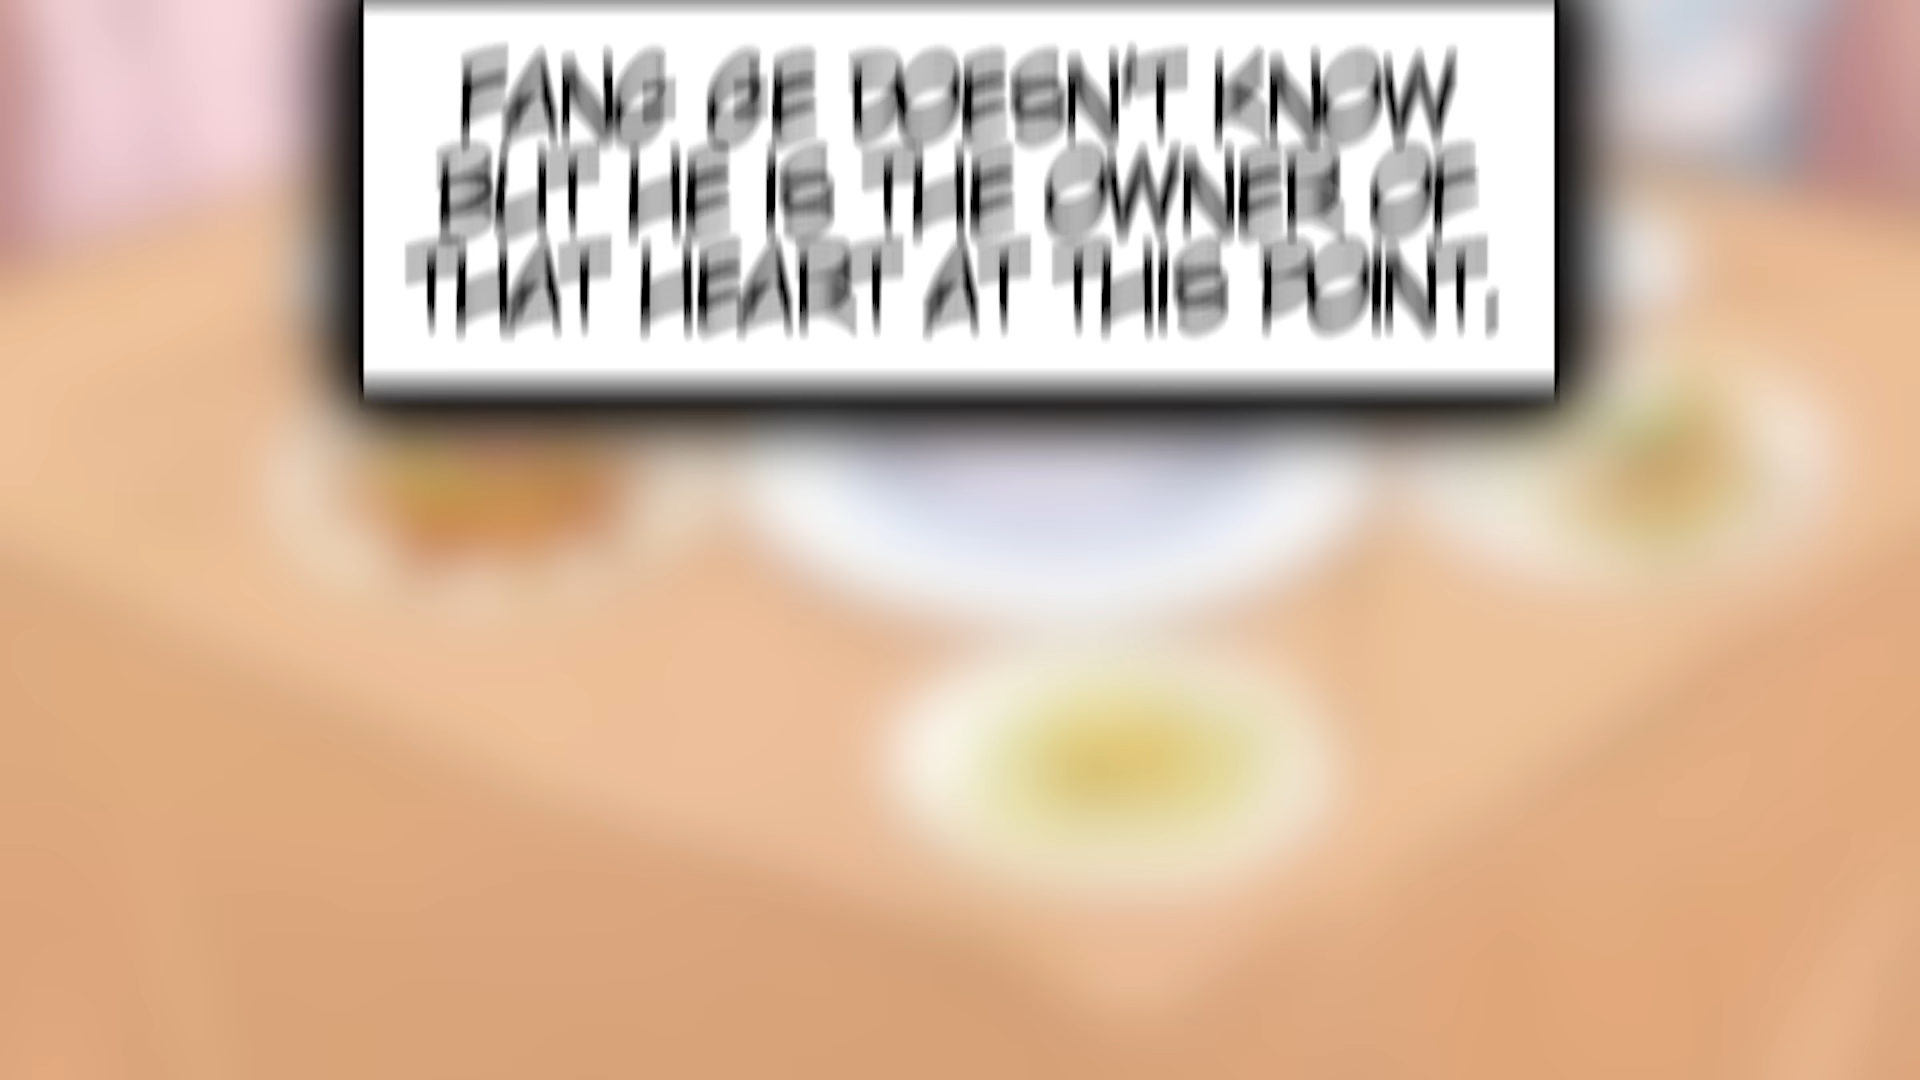 FANG GE DOESN'T KNOW
BUT HE IS THE OWNER OF
THAT HEART AT THIS POINT.